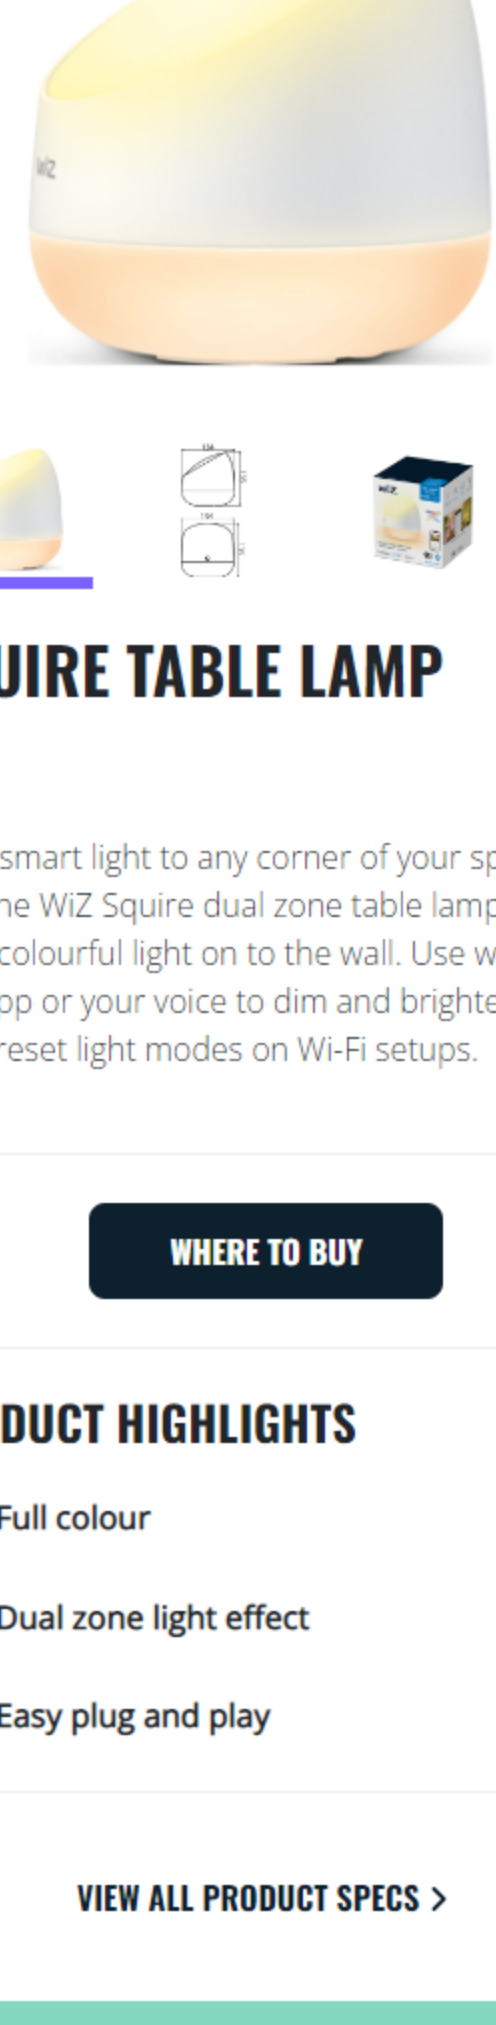 WiZ
WiZ
UIRE TABLE LAMP
smart light to any corner of your sp
ne WiZ Squire dual zone table lamp
colourful light on to the wall. Use w
pp or your voice to dim and brighte
reset light modes on Wi-Fi setups.
WHERE TO BUY
DUCT HIGHLIGHTS
Full colour
Dual zone light effect
Easy plug and play
VIEW ALL PRODUCT SPECS